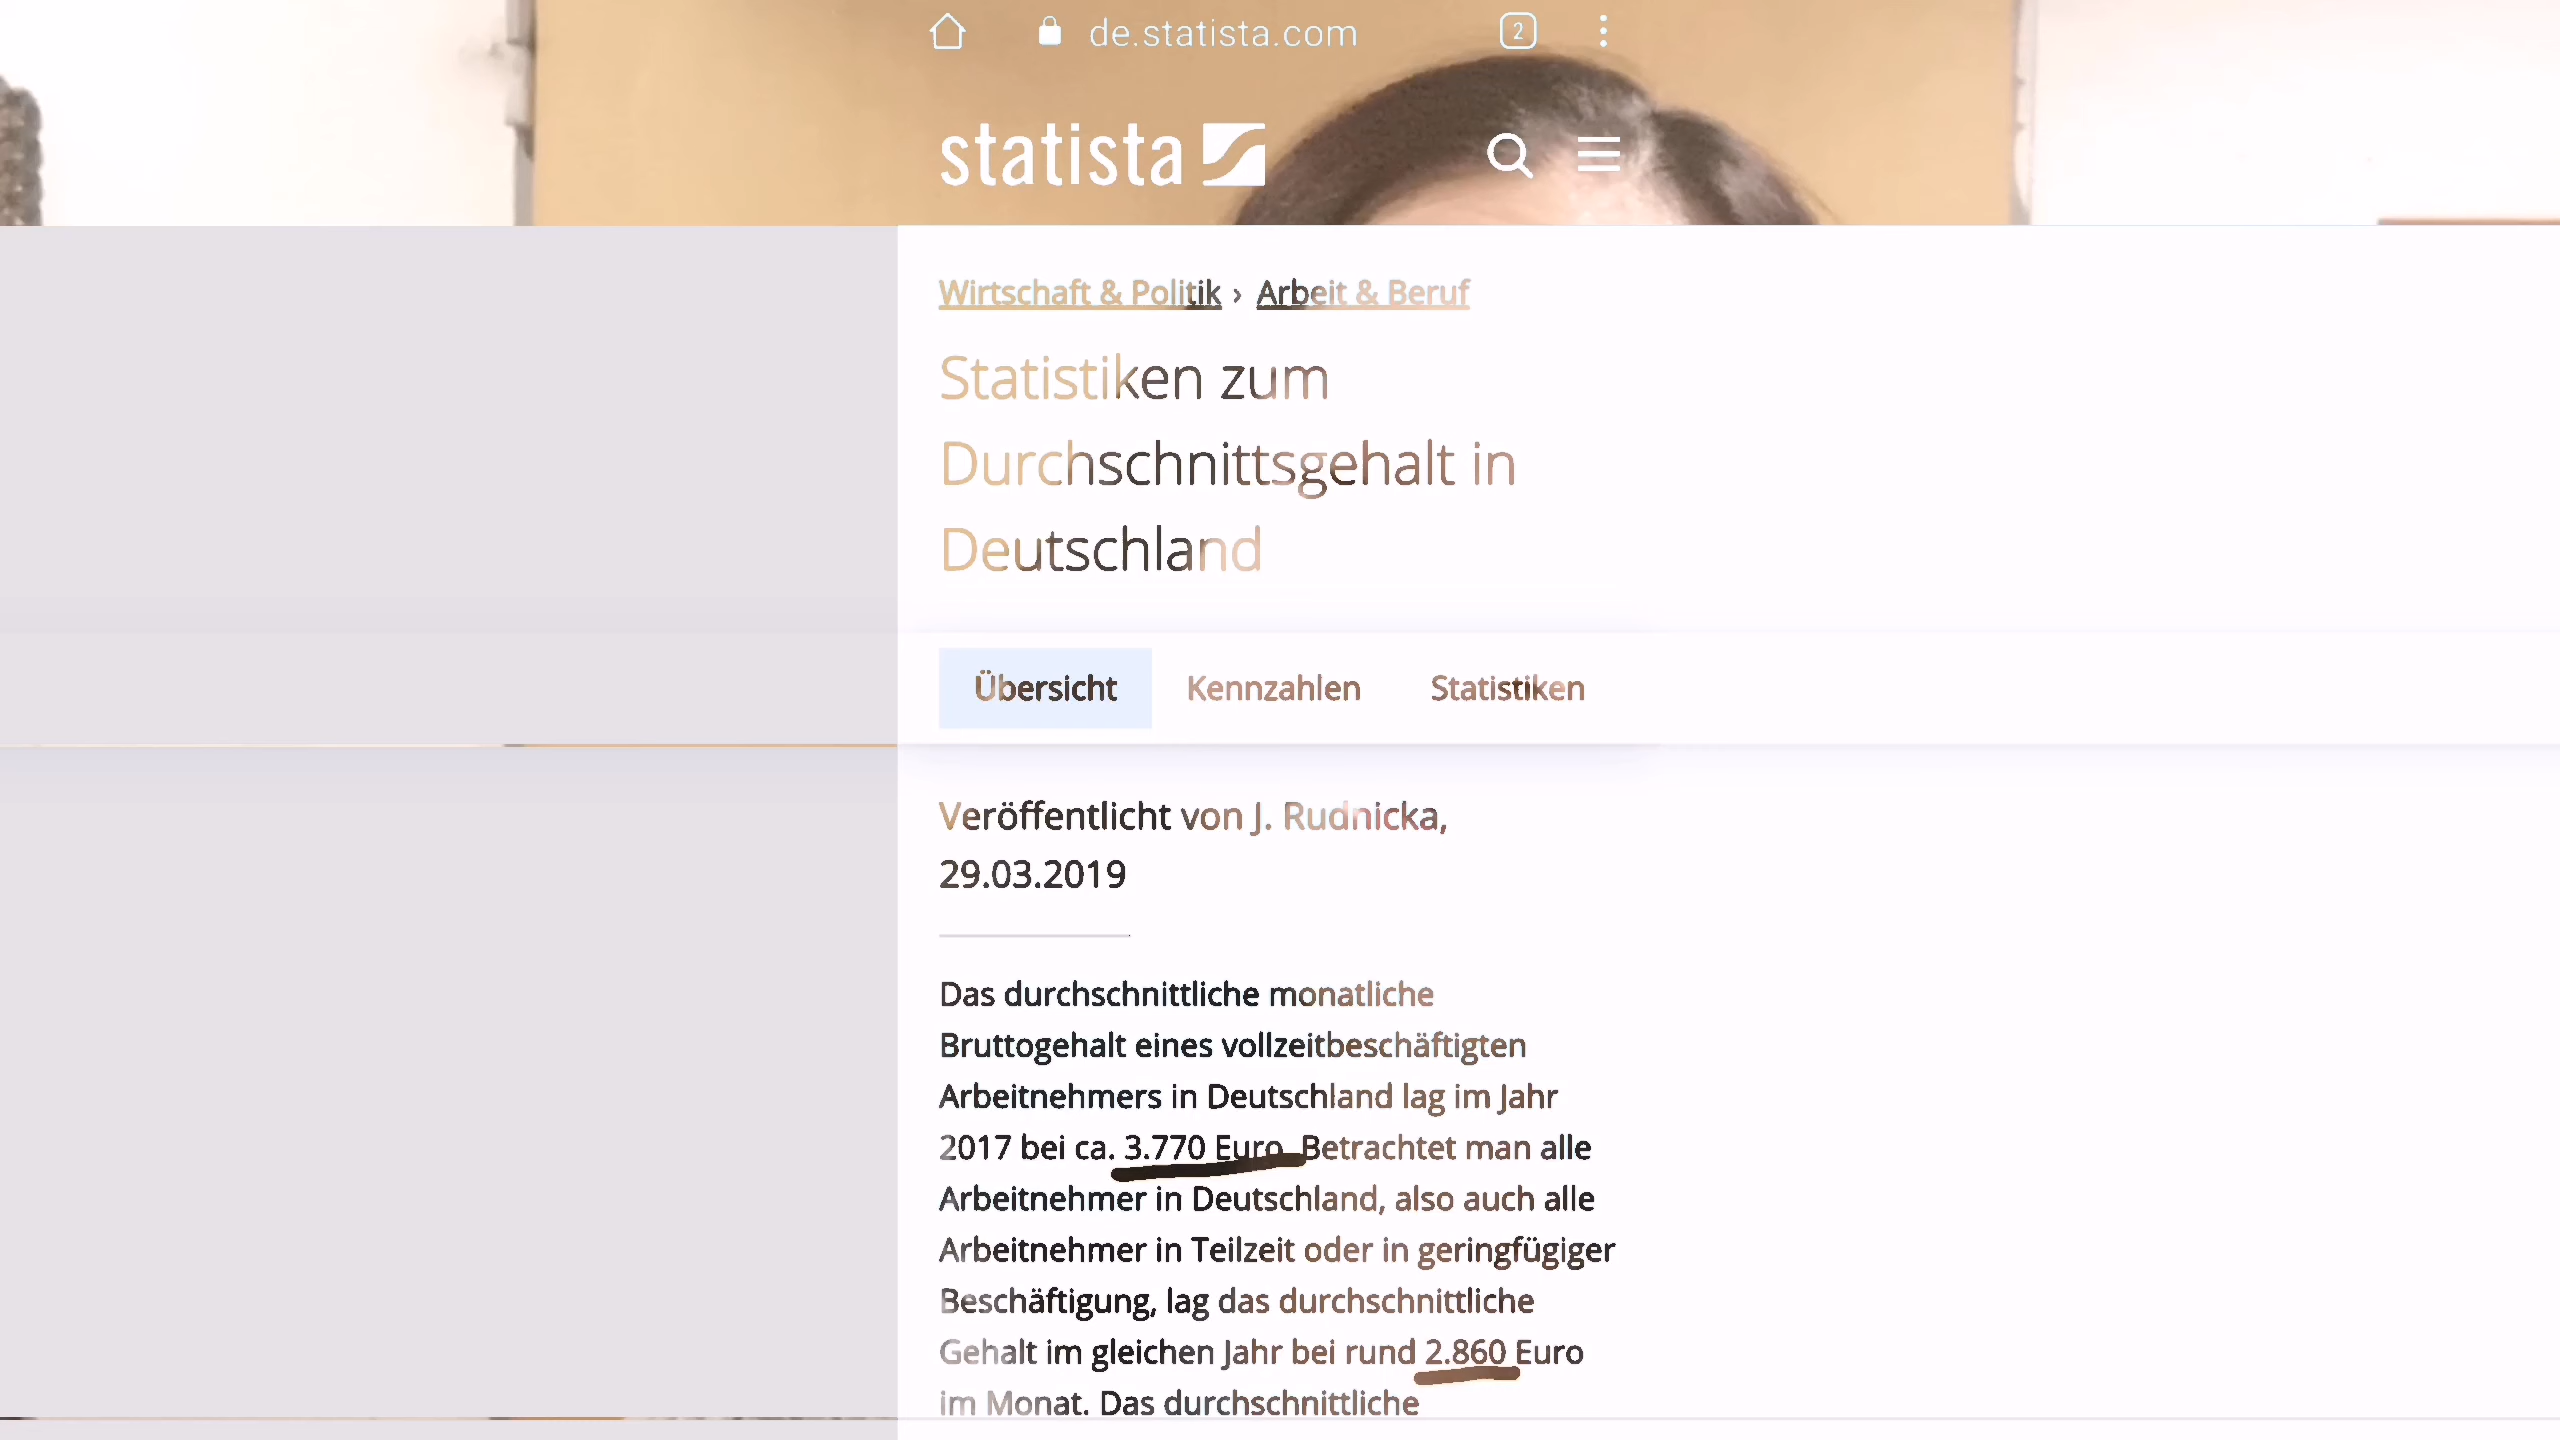 de.statista.com
2
statista
Wirtschaft & Politik › Arbeit & Beruf
Statistiken zum
Durchschnittsgehalt in
Deutschland
Übersicht
Kennzahlen
Statistiken
Veröffentlicht von J. Rudnicka,
29.03.2019
Das durchschnittliche monatliche
Bruttogehalt eines vollzeitbeschäftigten
Arbeitnehmers in Deutschland lag im Jahr
2017 bei ca. 3.770 Euro. Betrachtet man alle
Arbeitnehmer in Deutschland, also auch alle
Arbeitnehmer in Teilzeit oder in geringfügiger
Beschäftigung, lag das durchschnittliche
Gehalt im gleichen Jahr bei rund 2.860 Euro
im Monat. Das durchschnittliche